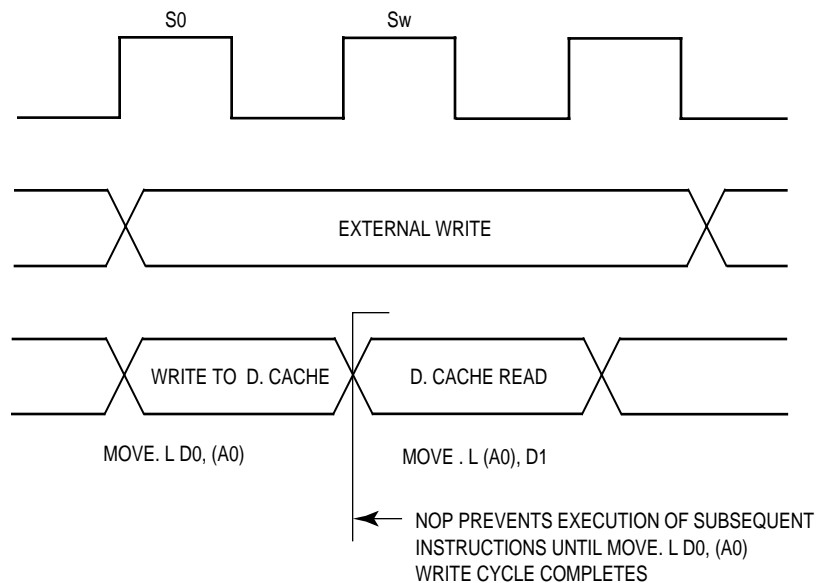 S0
Sw
EXTERNAL WRITE
WRITE TO D. CACHE
D. CACHE READ
MOVE. L D0, (A0)
MOVE . L (A0), D1
NOP PREVENTS EXECUTION OF SUBSEQUENT
INSTRUCTIONS UNTIL MOVE. L D0, (A0)
WRITE CYCLE COMPLETES